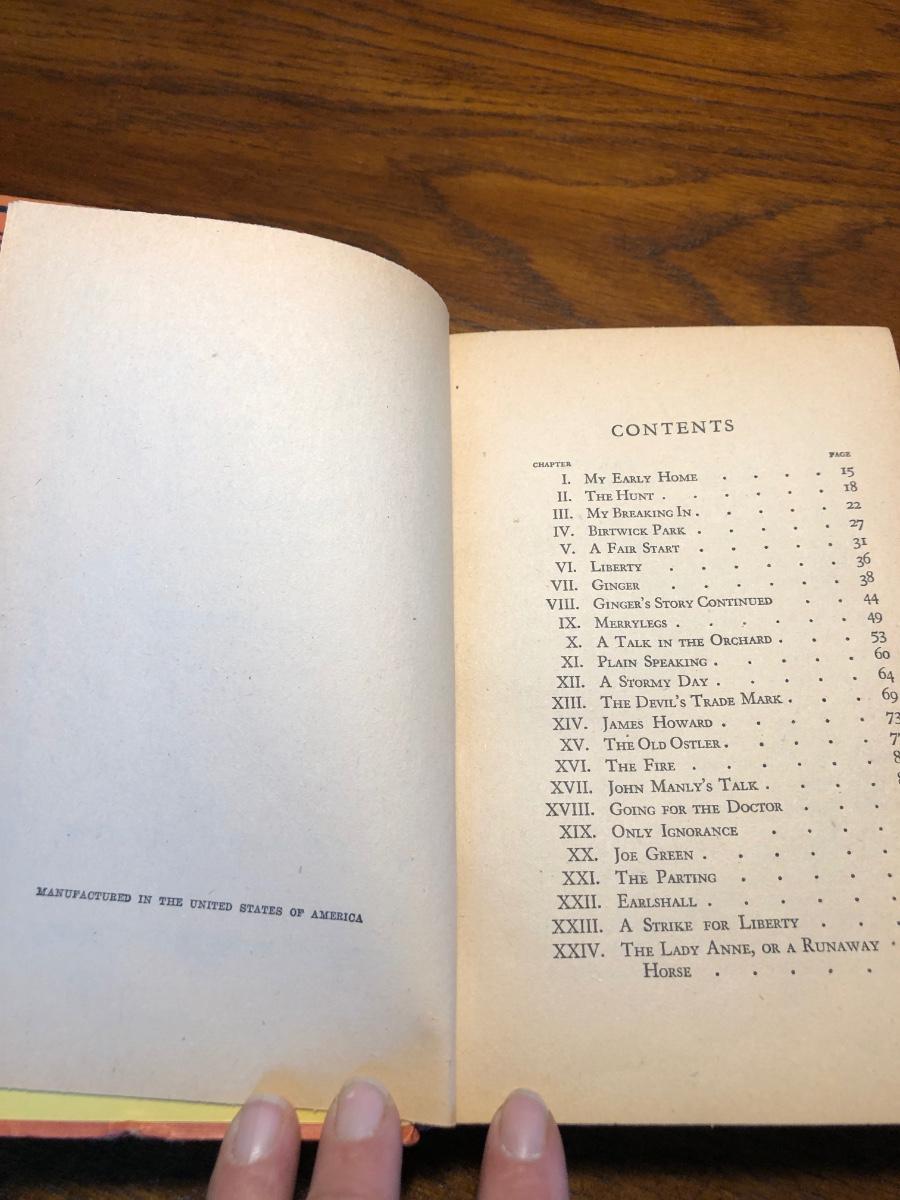 MANUFACTURED IN THE UNITED STATES OF AMERICA
CONTENTS
CHAPTER PAGE
I. My Early Home . . . . 15
II. The Hunt . . . . . . 18
III. My Breaking In . . . . . 22
IV. Birtwick Park . . . . . 27
V. A Fair Start . . . . . 31
VI. Liberty . . . . . . 36
VII. Ginger . . . . . . 38
VIII. Ginger's Story Continued . . 44
IX. Merrylegs . . . . . . 49
X. A Talk in the Orchard . . . 53
XI. Plain Speaking . . . . . 60
XII. A Stormy Day . . . . . 64
XIII. The Devil's Trade Mark . . . 69
XIV. James Howard . . . . . 73
XV. The Old Ostler . . . . .
XVI. The Fire . . . . . .
XVII. John Manly's Talk . . . .
XVIII. Going for the Doctor . . .
XIX. Only Ignorance . . . .
XX. Joe Green . . . . . .
XXI. The Parting . . . . .
XXII. Earlshall . . . . . .
XXIII. A Strike for Liberty . . .
XXIV. The Lady Anne, or a Runaway
Horse . . . . .